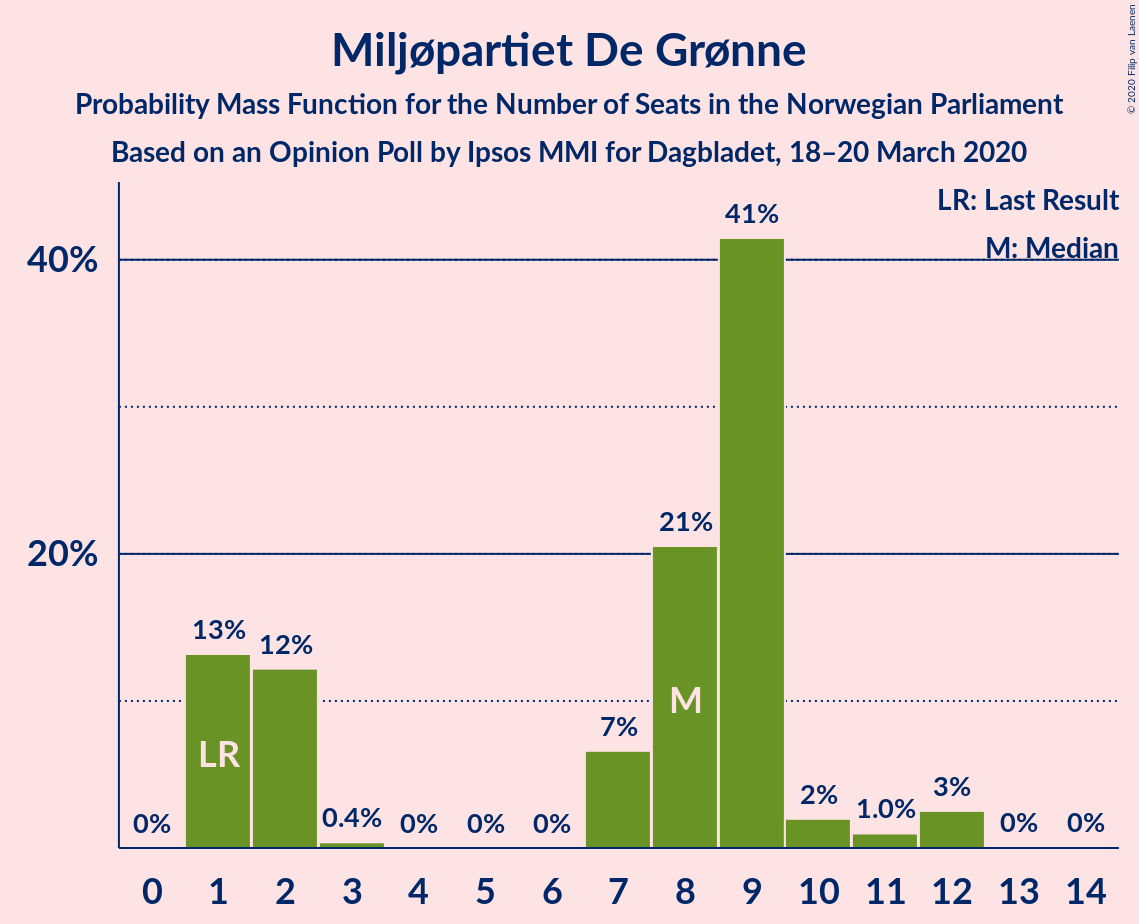 Miljøpartiet De Grønne
Probability Mass Function for the Number of Seats in the Norwegian Parliament
Based on an Opinion Poll by Ipsos MMI for Dagbladet, 18–20 March 2020
© 2020 Filip van Laenen
LR: Last Result
M: Median
40%
20%
0%
13%
12%
0.4%
0%
0%
0%
7%
21%
41%
2%
1.0%
3%
0%
0%
LR
M
0 1 2 3 4 5 6 7 8 9 10 11 12 13 14